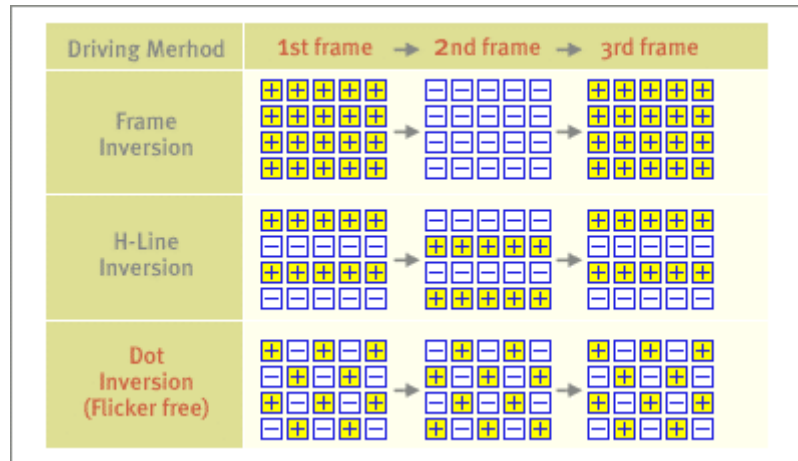 Driving Merhod 1st frame → 2nd frame → 3rd frame
+ + + + + - - - - - + + + + +
+ + + + + - - - - - + + + + +
Frame
Inversion
→ →
+ + + + + - - - - - + + + + +
+ + + + + - - - - - + + + + +
+ + + + + - - - - - + + + + +
- - - - - + + + + + - - - - -
H-Line
Inversion
→ →
+ + + + + - - - - - + + + + +
- - - - - + + + + + - - - - -
+ - + - + - + - + - + - + - +
- + - + - + - + - + - + - + -
Dot
Inversion
(Flicker free)
→ →
+ - + - + - + - + - + - + - +
- + - + - + - + - + - + - + -